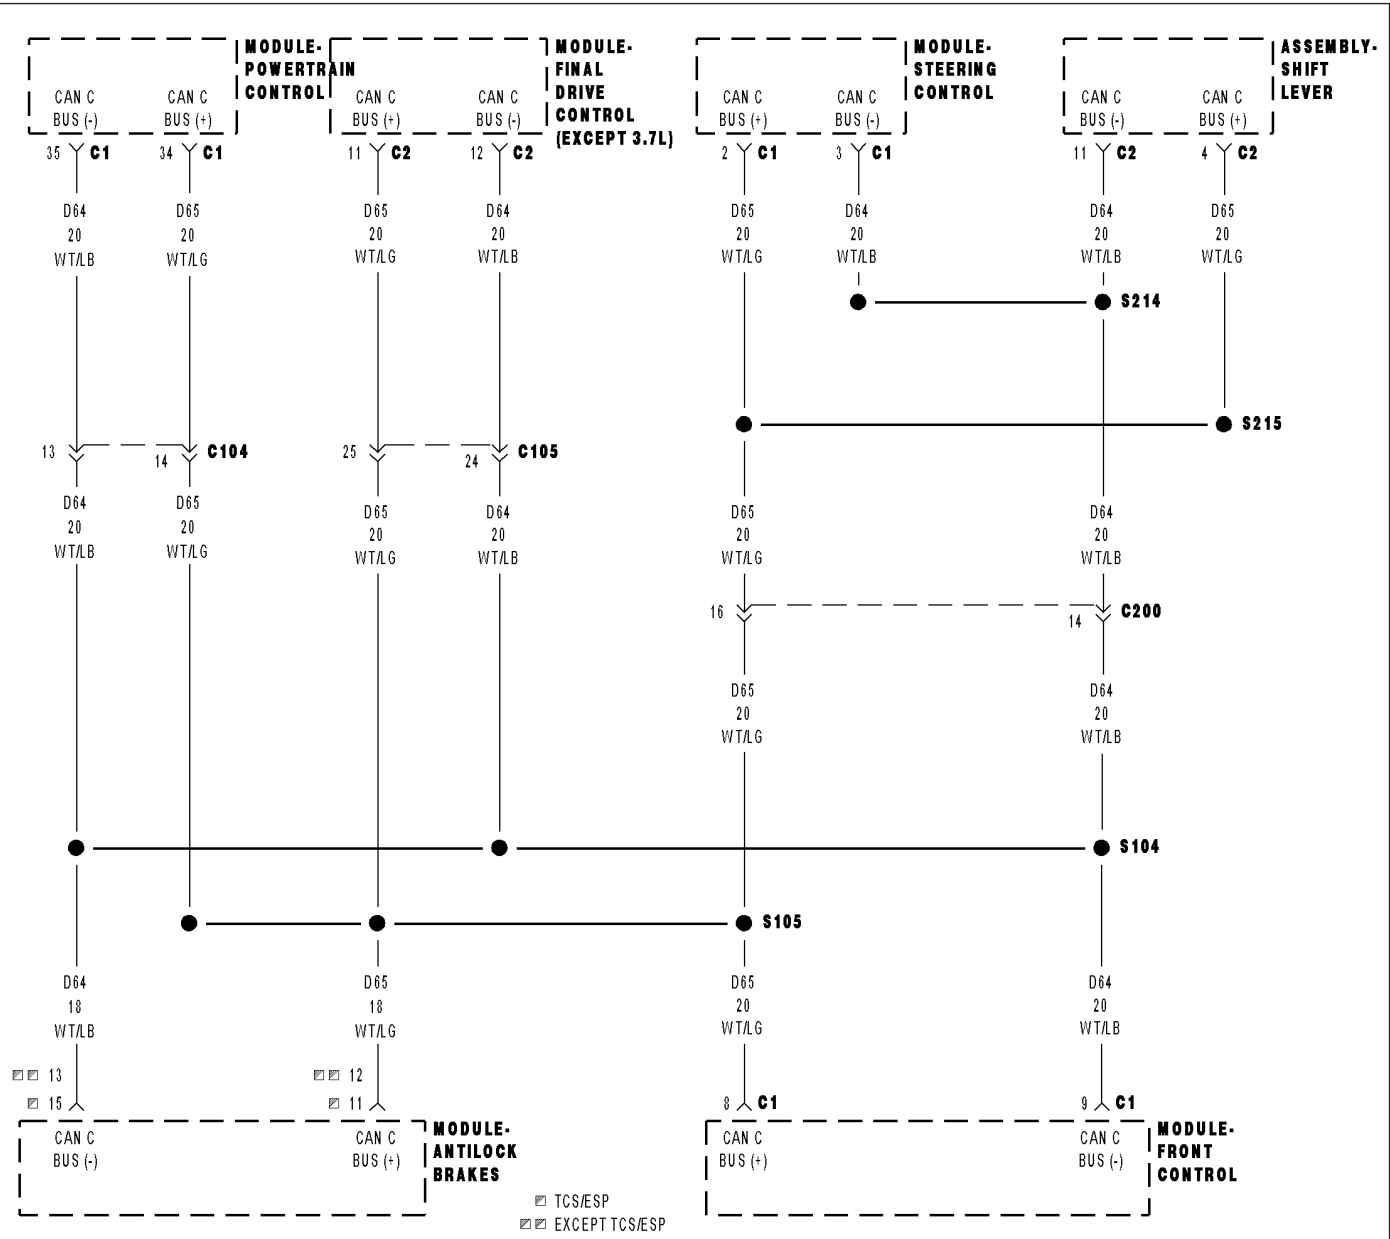 MODULE-
POWERTRAIN
CONTROL
CAN C
BUS (-)
CAN C
BUS (+)
35 C1
34 C1
MODULE-
FINAL
DRIVE
CONTROL
(EXCEPT 3.7L)
CAN C
BUS (+)
CAN C
BUS (-)
11 C2
12 C2
MODULE-
STEERING
CONTROL
CAN C
BUS (+)
CAN C
BUS (-)
2 C1
3 C1
ASSEMBLY-
SHIFT
LEVER
CAN C
BUS (-)
CAN C
BUS (+)
11 C2
4 C2
D64
20
WT/LB
D65
20
WT/LG
D65
20
WT/LG
D64
20
WT/LB
D65
20
WT/LG
D64
20
WT/LB
D64
20
WT/LB
D65
20
WT/LG
S214
S215
13
14
C104
25
24
C105
D64
20
WT/LB
D65
20
WT/LG
D65
20
WT/LG
D64
20
WT/LB
D65
20
WT/LG
D64
20
WT/LB
16
14
C200
D65
20
WT/LG
D64
20
WT/LB
S104
S105
D64
18
WT/LB
D65
18
WT/LG
D65
20
WT/LG
D64
20
WT/LB
13
15
12
11
8 C1
9 C1
CAN C
BUS (-)
CAN C
BUS (+)
MODULE-
ANTILOCK
BRAKES
CAN C
BUS (+)
CAN C
BUS (-)
MODULE-
FRONT
CONTROL
TCS/ESP
EXCEPT TCS/ESP